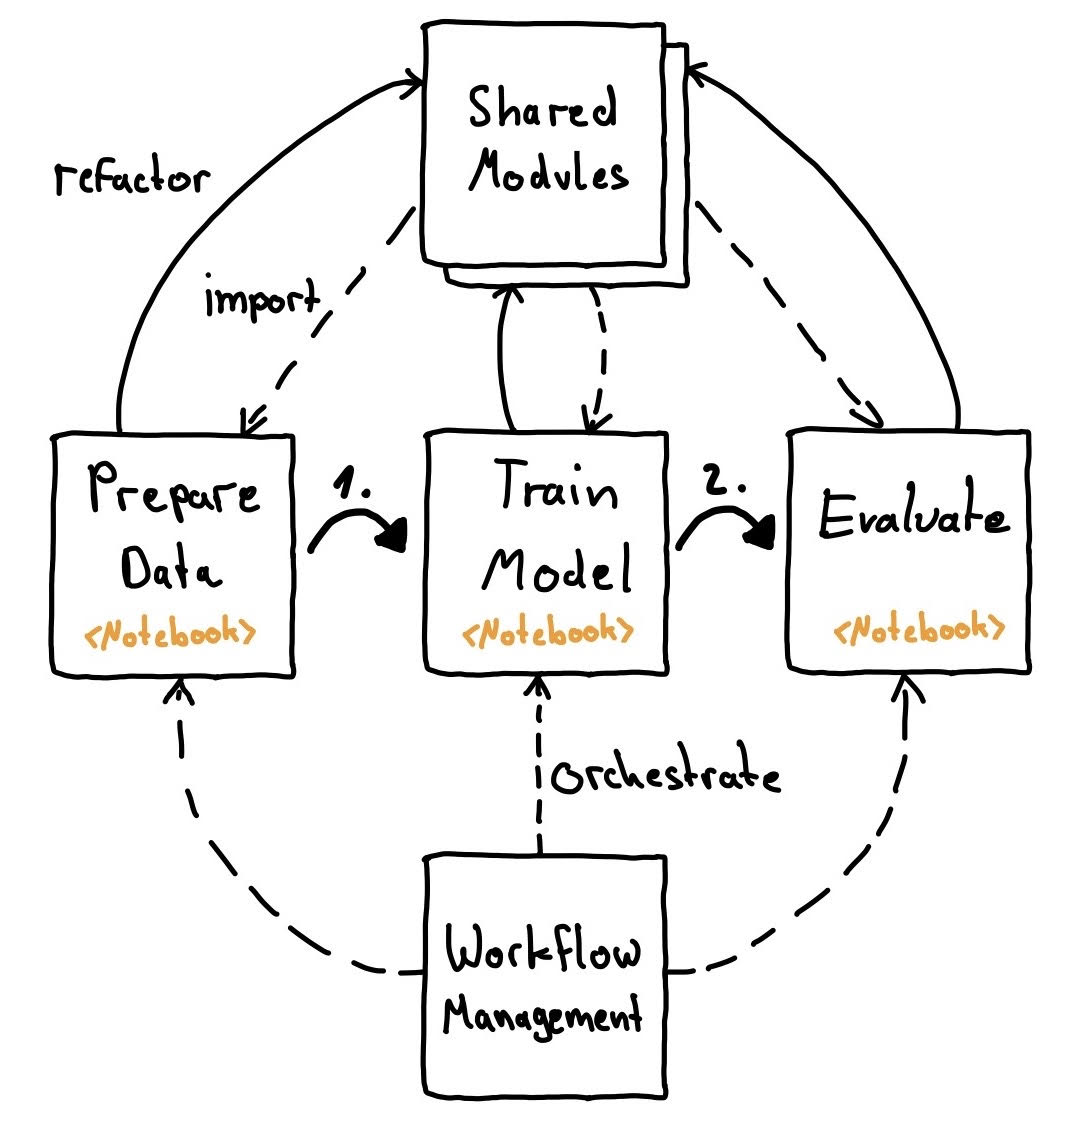 Shared
Modules
refactor
import
Prepare
Data
<Notebook>
1.
Train
Model
<Notebook>
2.
Evaluate
<Notebook>
Orchestrate
Workflow
Management